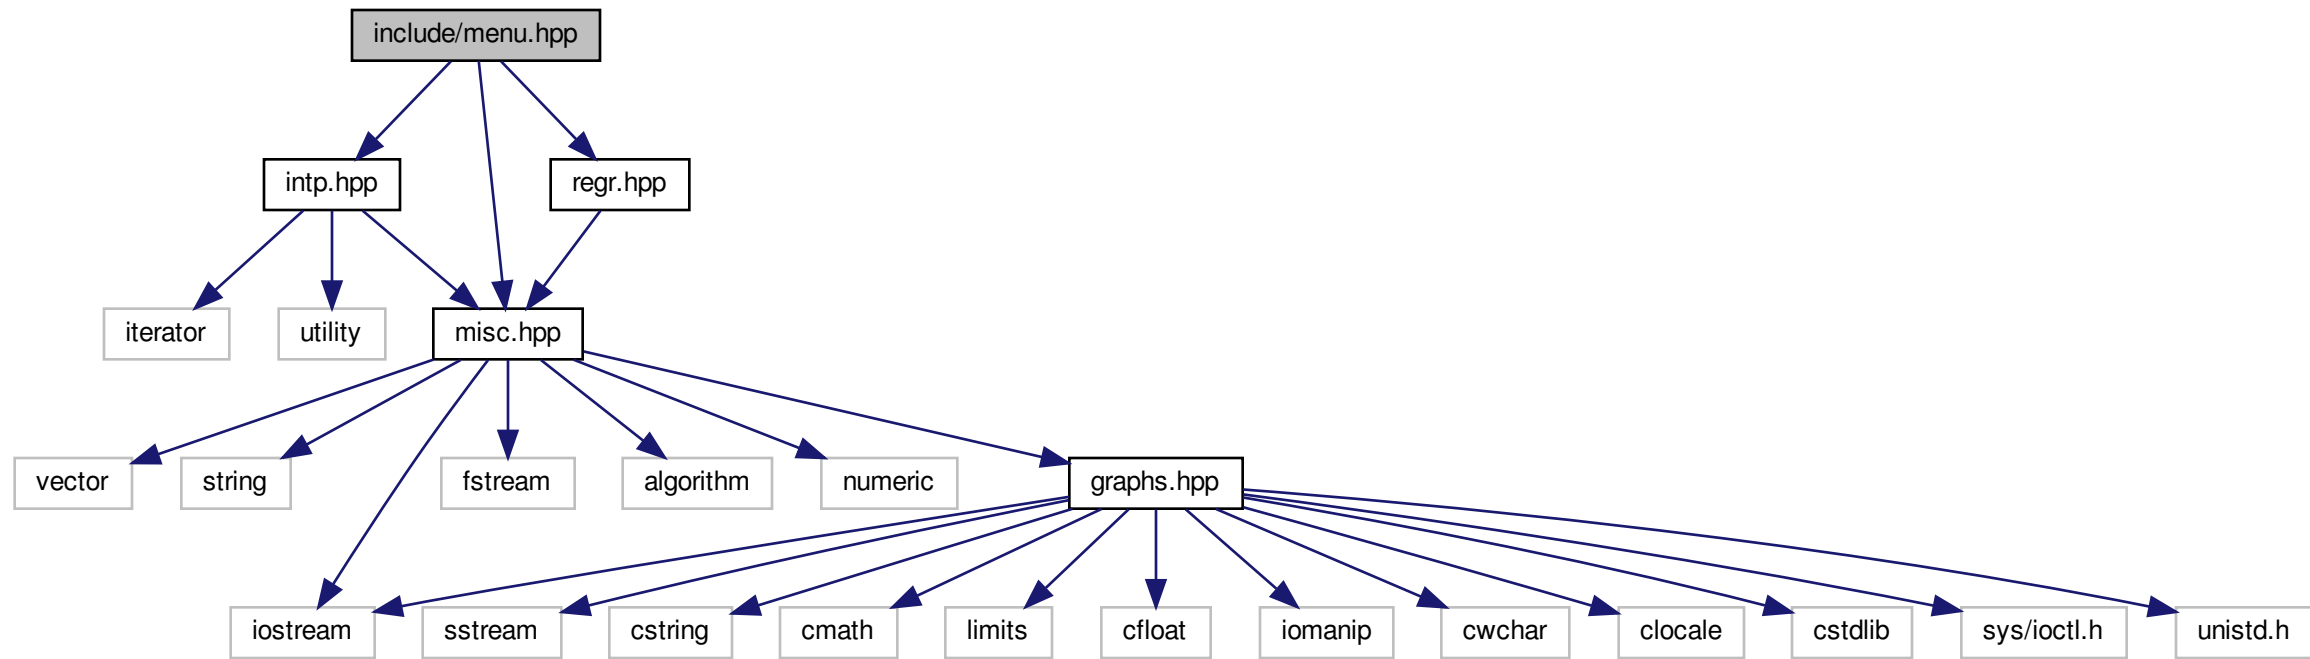 include/menu.hpp
intp.hpp
regr.hpp
iterator
utility
misc.hpp
vector
string
fstream
algorithm
numeric
graphs.hpp
iostream
sstream
cstring
cmath
limits
cfloat
iomanip
cwchar
clocale
cstdlib
sys/ioctl.h
unistd.h